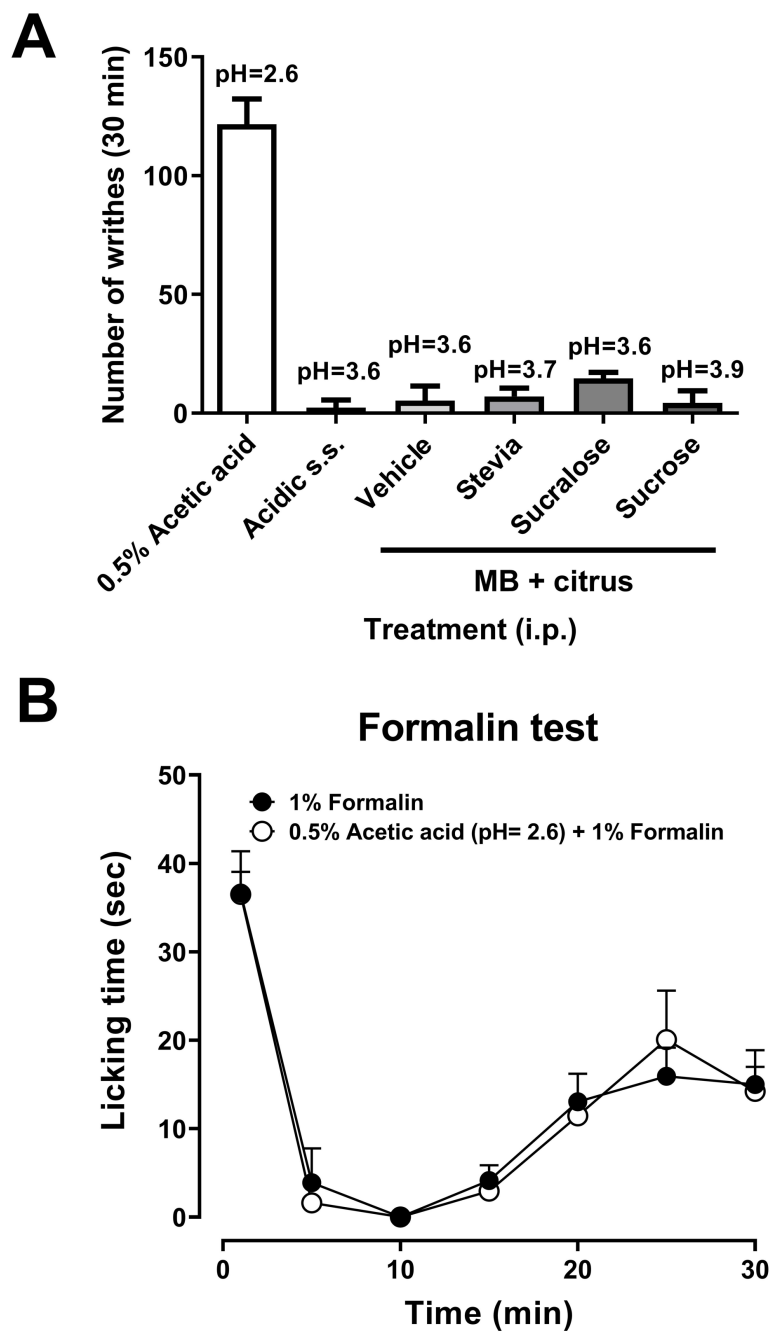 A
Number of writhes (30 min)
150
100
50
0
pH=2.6
pH=3.6
pH=3.6
pH=3.7
pH=3.6
pH=3.9
0.5% Acetic acid
Acidic s.s.
Vehicle
Stevia
Sucralose
Sucrose
MB + citrus
Treatment (i.p.)
B
Formalin test
Licking time (sec)
50
40
30
20
10
0
1% Formalin
0.5% Acetic acid (pH= 2.6) + 1% Formalin
0
10
20
30
Time (min)